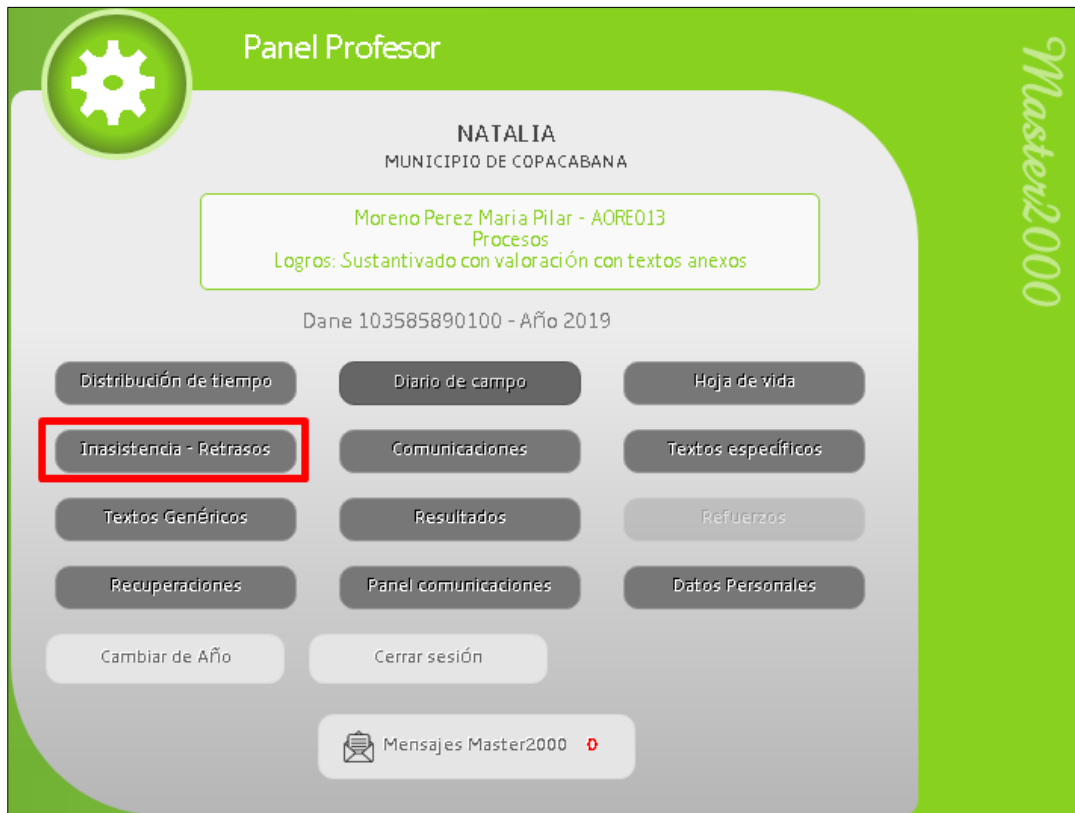 Panel Profesor
Master2000
NATALIA
MUNICIPIO DE COPACABANA
Moreno Perez Maria Pilar - AORE013
Procesos
Logros: Sustantivado con valoración con textos anexos
Dane 103585890100 - Año 2019
Distribución de tiempo
Diario de campo
Hoja de vida
Inasistencia - Retrasos
Comunicaciones
Textos específicos
Textos Genéricos
Resultados
Refuerzos
Recuperaciones
Panel comunicaciones
Datos Personales
Cambiar de Año
Cerrar sesión
Mensajes Master2000 0